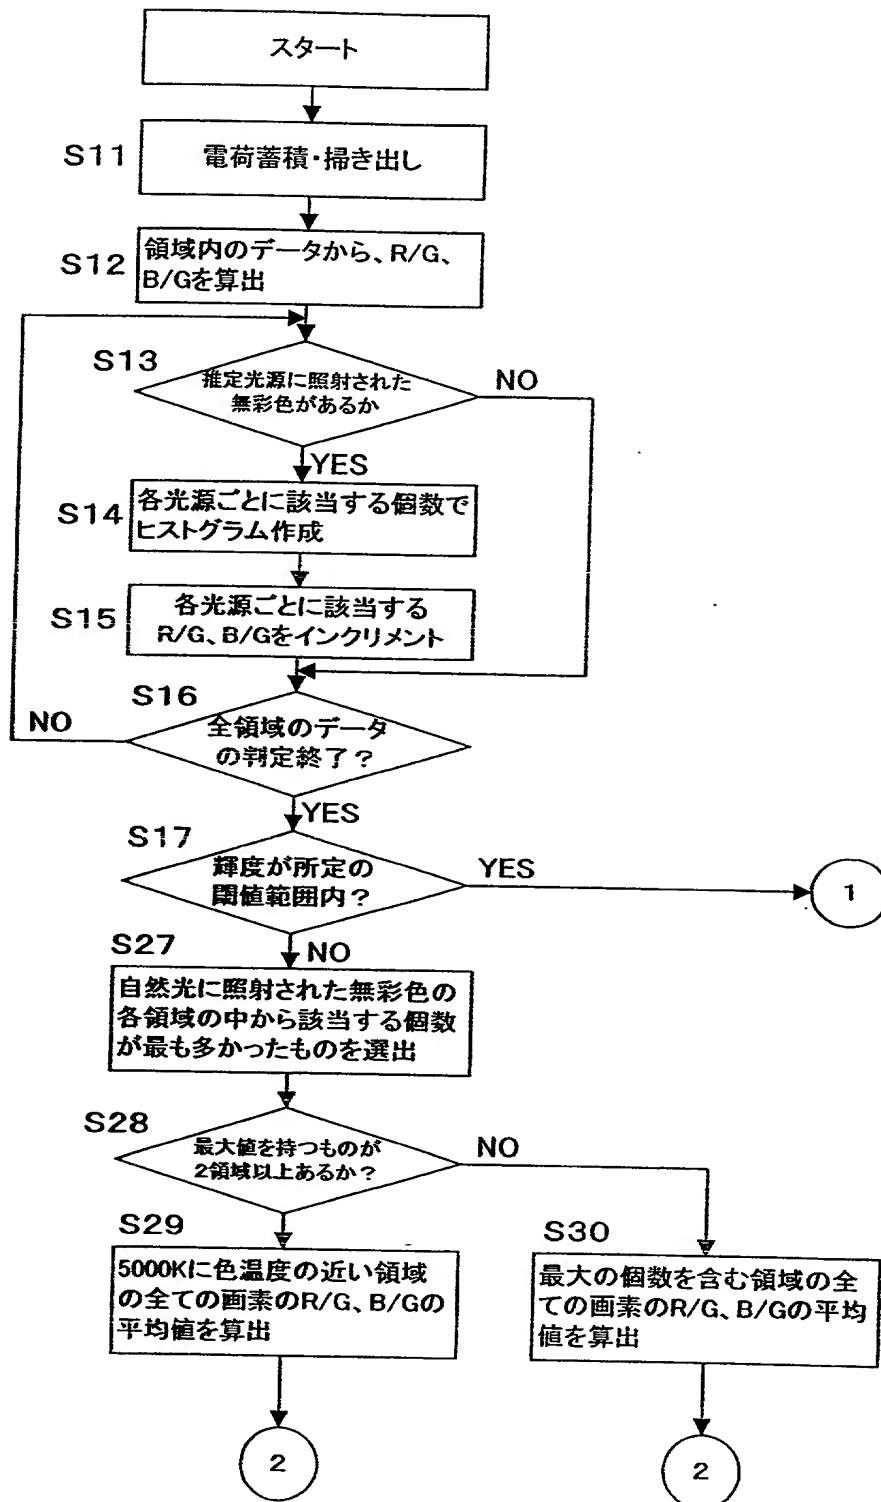 スタート
S11
電荷蓄積・掃き出し
S12
領域内のデータから、R/G、
B/Gを算出
S13
推定光源に照射された
無彩色があるか
NO
YES
S14
各光源ごとに該当する個数で
ヒストグラム作成
S15
各光源ごとに該当する
R/G、B/Gをインクリメント
S16
NO
全領域のデータ
の判定終了？
YES
S17
輝度が所定の
閾値範囲内？
YES
1
NO
S27
自然光に照射された無彩色の
各領域の中から該当する個数
が最も多かったものを選出
S28
最大値を持つものが
2領域以上あるか？
NO
S29
5000Kに色温度の近い領域
の全ての画素のR/G、B/Gの
平均値を算出
S30
最大の個数を含む領域の全
ての画素のR/G、B/Gの平均
値を算出
2
2